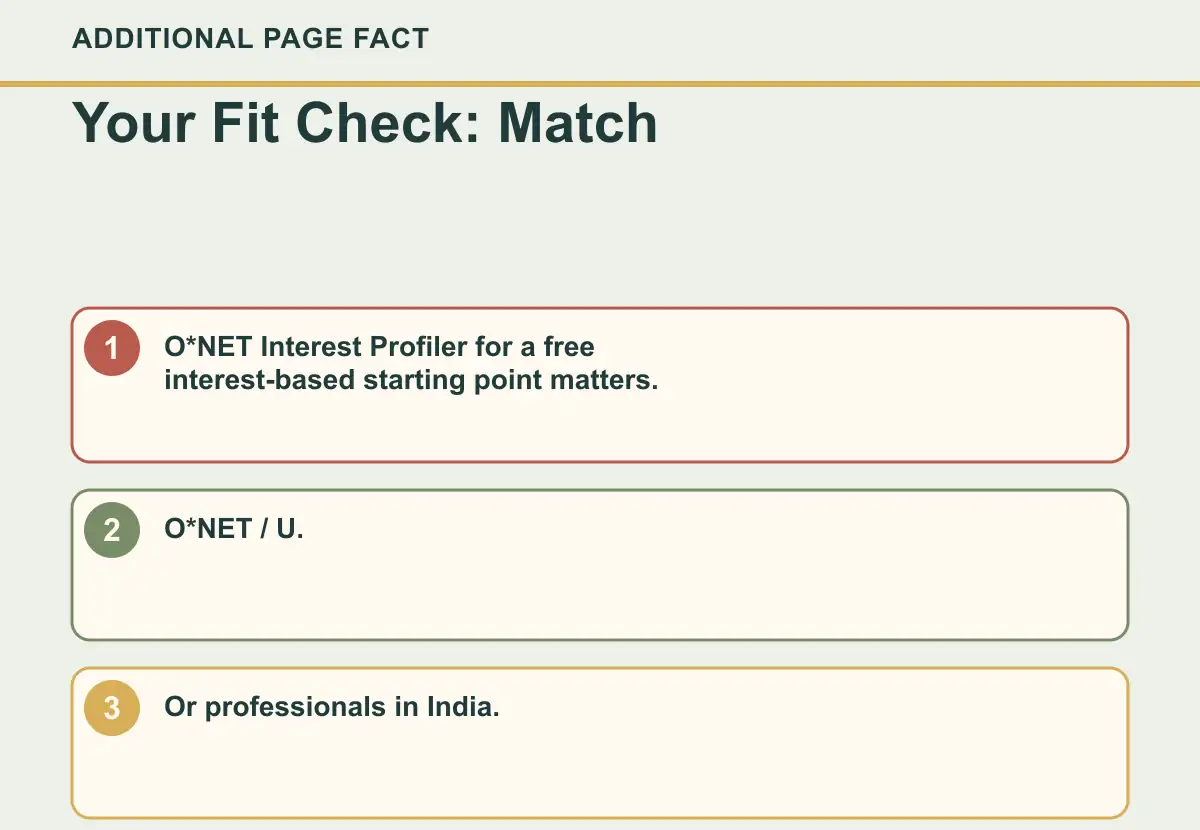 ADDITIONAL PAGE FACT
Your Fit Check: Match
1
O*NET Interest Profiler for a free
interest-based starting point matters.
2
O*NET / U.
3
Or professionals in India.